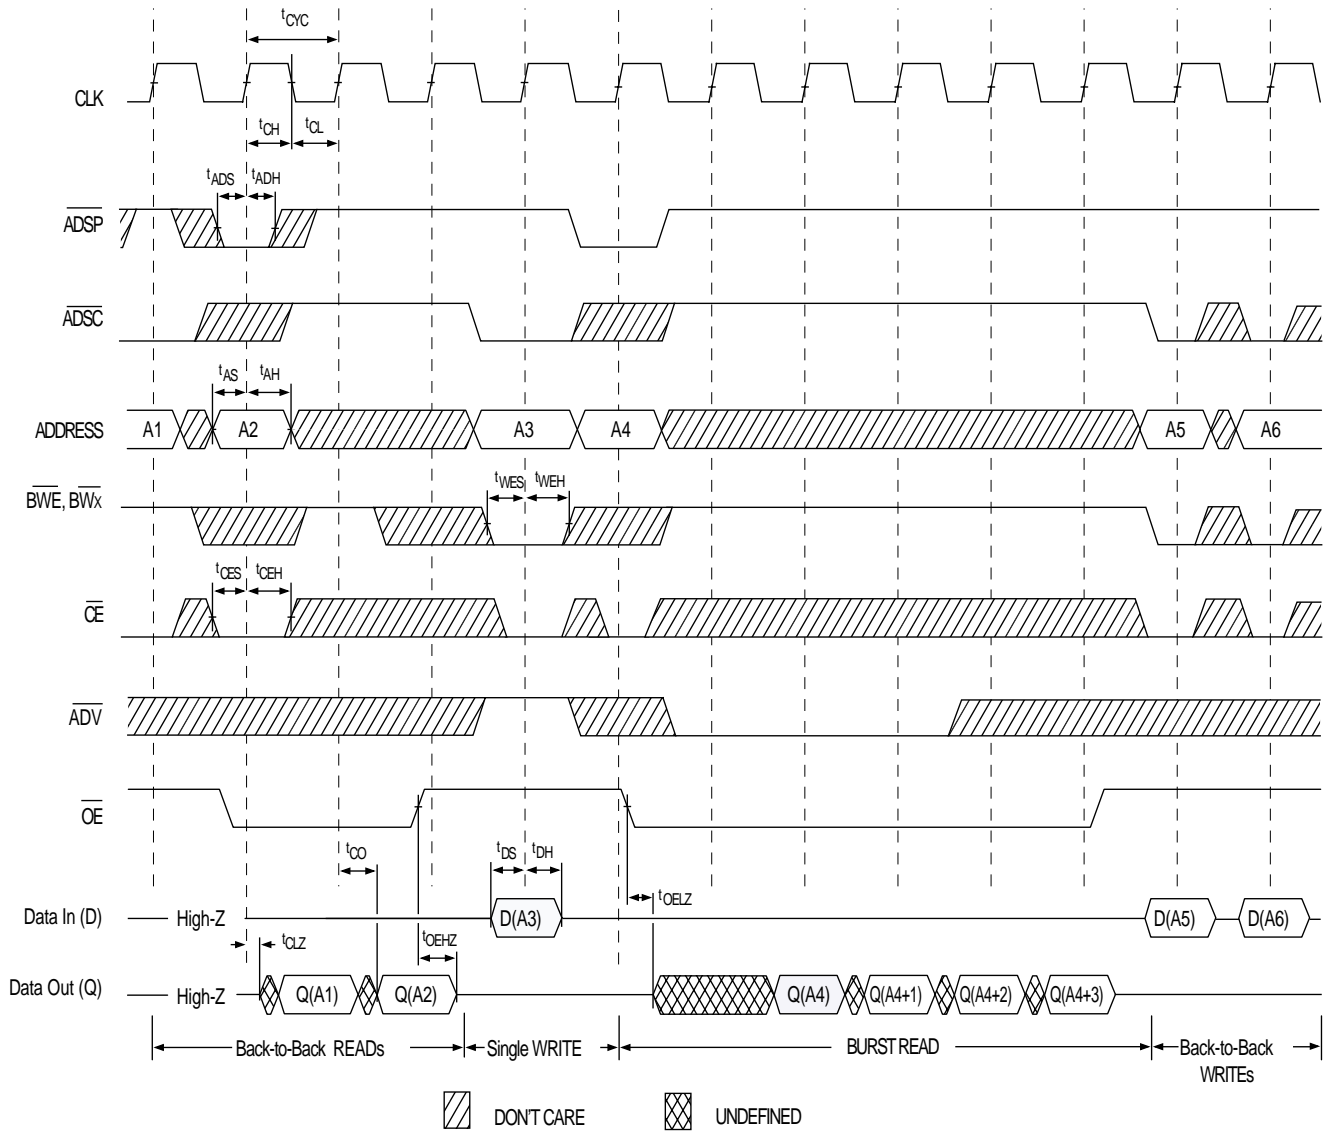 tCYC
CLK
tCH tCL
tADS tADH
ADSP
ADSC
tAS tAH
ADDRESS A1 A2 A3 A4 A5 A6
tWES tWEH
BWE, BWx
tCES tCEH
CE
ADV
OE
tCO tDS tDH
tOELZ
Data In (D) High-Z D(A3) D(A5) D(A6)
tCLZ tOEHZ
Data Out (Q) High-Z Q(A1) Q(A2) Q(A4) Q(A4+1) Q(A4+2) Q(A4+3)
Back-to-Back READs Single WRITE BURST READ Back-to-Back
WRITEs
DON'T CARE UNDEFINED